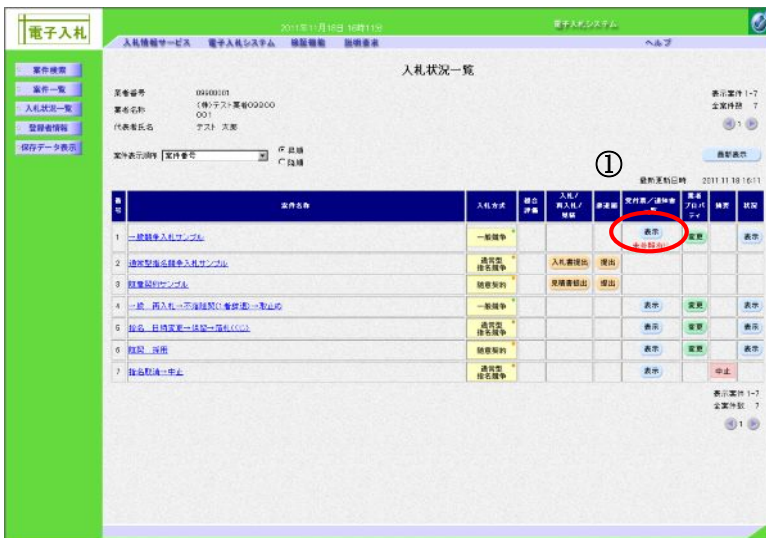 電子入札
2011年11月18日 16時11分
電子入札システム
入札情報サービス 電子入札システム 検証機能 説明要求
ヘルプ
案件検索
案件一覧
入札状況一覧
登録者情報
保存データ表示
入札状況一覧
業者番号 09900001
業者名称 (株)テスト業者09900001
代表者氏名 テスト 太郎
表示案件 1-7
全案件数 7
1
案件表示順序 案件番号
昇順
降順
①
最新表示
最新更新日時 2011.11.18 16:11
番号 案件名称 入札方式 総合評価 入札/再入札/見積 辞退届 受付票/通知書一覧 業者プロパティ 摘要 状況
1 一般競争入札サンプル 一般競争 表示 変更 表示
2 通常型指名競争入札サンプル 通常型指名競争 入札書提出 提出
3 随意契約サンプル 随意契約 見積書提出 提出
4 一般 再入札→不落随契(1者辞退)→取止め 一般競争 表示 変更 表示
5 通常型指名競争 表示 変更 表示
6 随契 採用 随意契約 表示 変更 表示
7 指名取消→中止 通常型指名競争 表示 中止
表示案件 1-7
全案件数 7
1